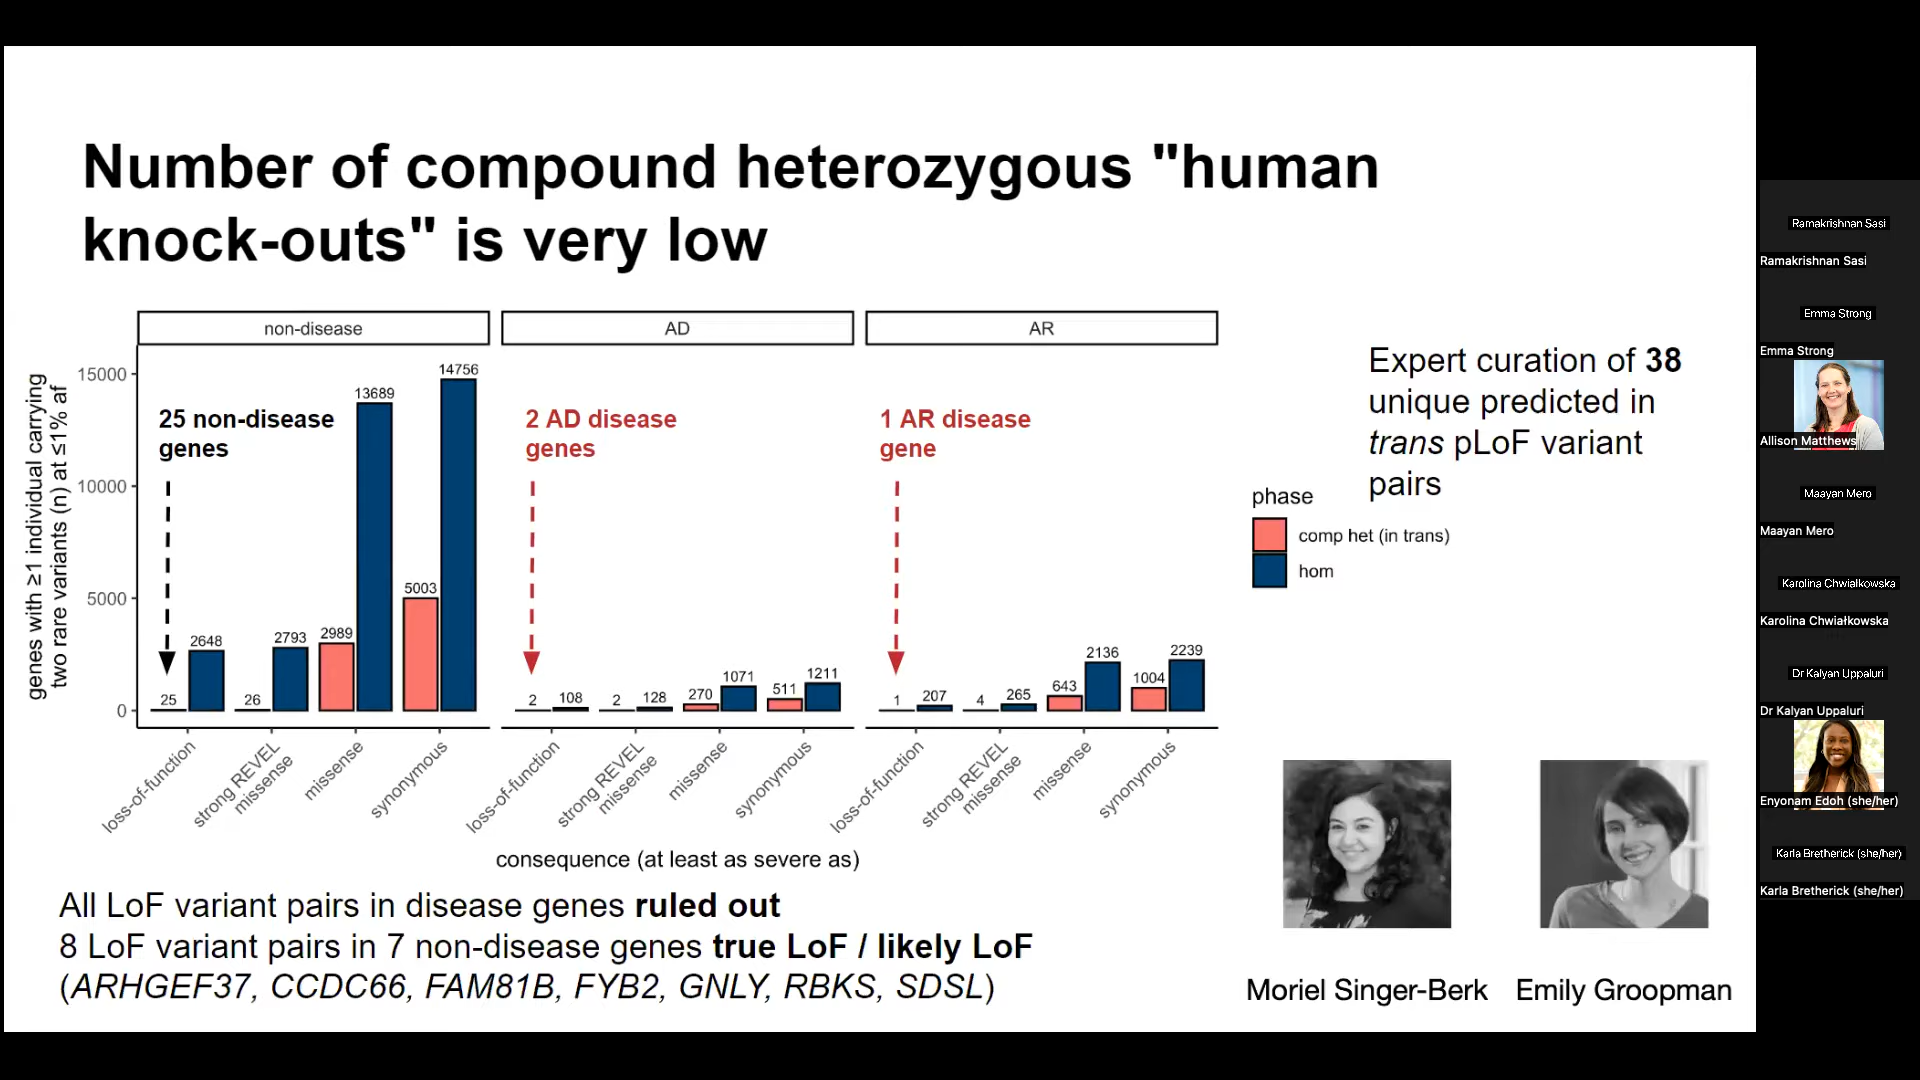 Number of compound heterozygous "human
knock-outs" is very low
non-disease
AD
AR
genes with ≥1 individual carrying
two rare variants (n) at ≤1% af
15000
10000
5000
0
25 non-disease
genes
2 AD disease
genes
1 AR disease
gene
25
2648
26
2793
2989
13689
5003
14756
2
108
2
128
270
1071
511
1211
1
207
4
265
643
2136
1004
2239
loss-of-function
strong REVEL
missense
missense
synonymous
loss-of-function
strong REVEL
missense
missense
synonymous
loss-of-function
strong REVEL
missense
missense
synonymous
consequence (at least as severe as)
phase
comp het (in trans)
hom
Expert curation of 38
unique predicted in
trans pLoF variant
pairs
All LoF variant pairs in disease genes ruled out
8 LoF variant pairs in 7 non-disease genes true LoF / likely LoF
(ARHGEF37, CCDC66, FAM81B, FYB2, GNLY, RBKS, SDSL)
Moriel Singer-Berk
Emily Groopman
Ramakrishnan Sasi
Ramakrishnan Sasi
Emma Strong
Emma Strong
Allison Matthews
Maayan Mero
Maayan Mero
Karolina Chwiałkowska
Karolina Chwiałkowska
Dr Kalyan Uppaluri
Dr Kalyan Uppaluri
Enyonam Edoh (she/her)
Karla Bretherick (she/her)
Karla Bretherick (she/her)